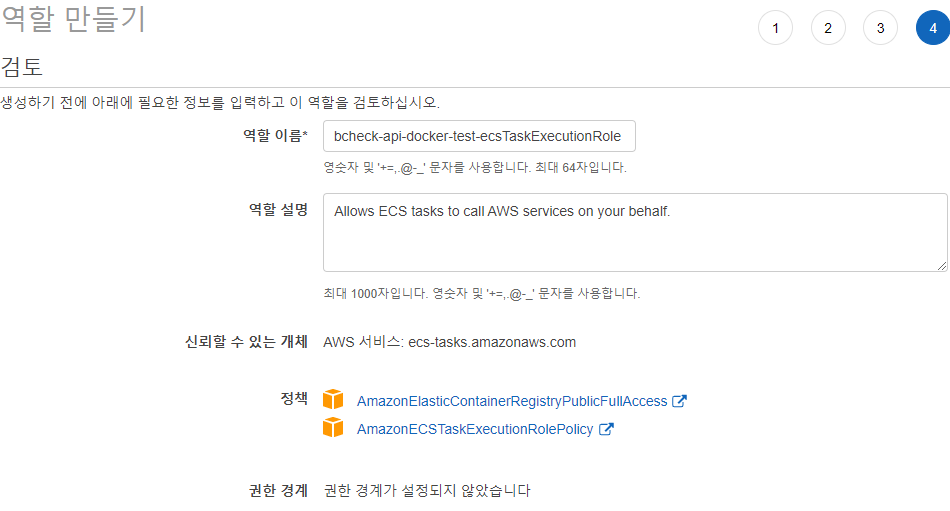 역할 만들기
1 2 3 4
검토
생성하기 전에 아래에 필요한 정보를 입력하고 이 역할을 검토하십시오.
역할 이름* bcheck-api-docker-test-ecsTaskExecutionRole
영숫자 및 '+=,.@-_' 문자를 사용합니다. 최대 64자입니다.
역할 설명 Allows ECS tasks to call AWS services on your behalf.
최대 1000자입니다. 영숫자 및 '+=,.@-_' 문자를 사용합니다.
신뢰할 수 있는 개체 AWS 서비스: ecs-tasks.amazonaws.com
정책 AmazonElasticContainerRegistryPublicFullAccess
AmazonECSTaskExecutionRolePolicy
권한 경계 권한 경계가 설정되지 않았습니다